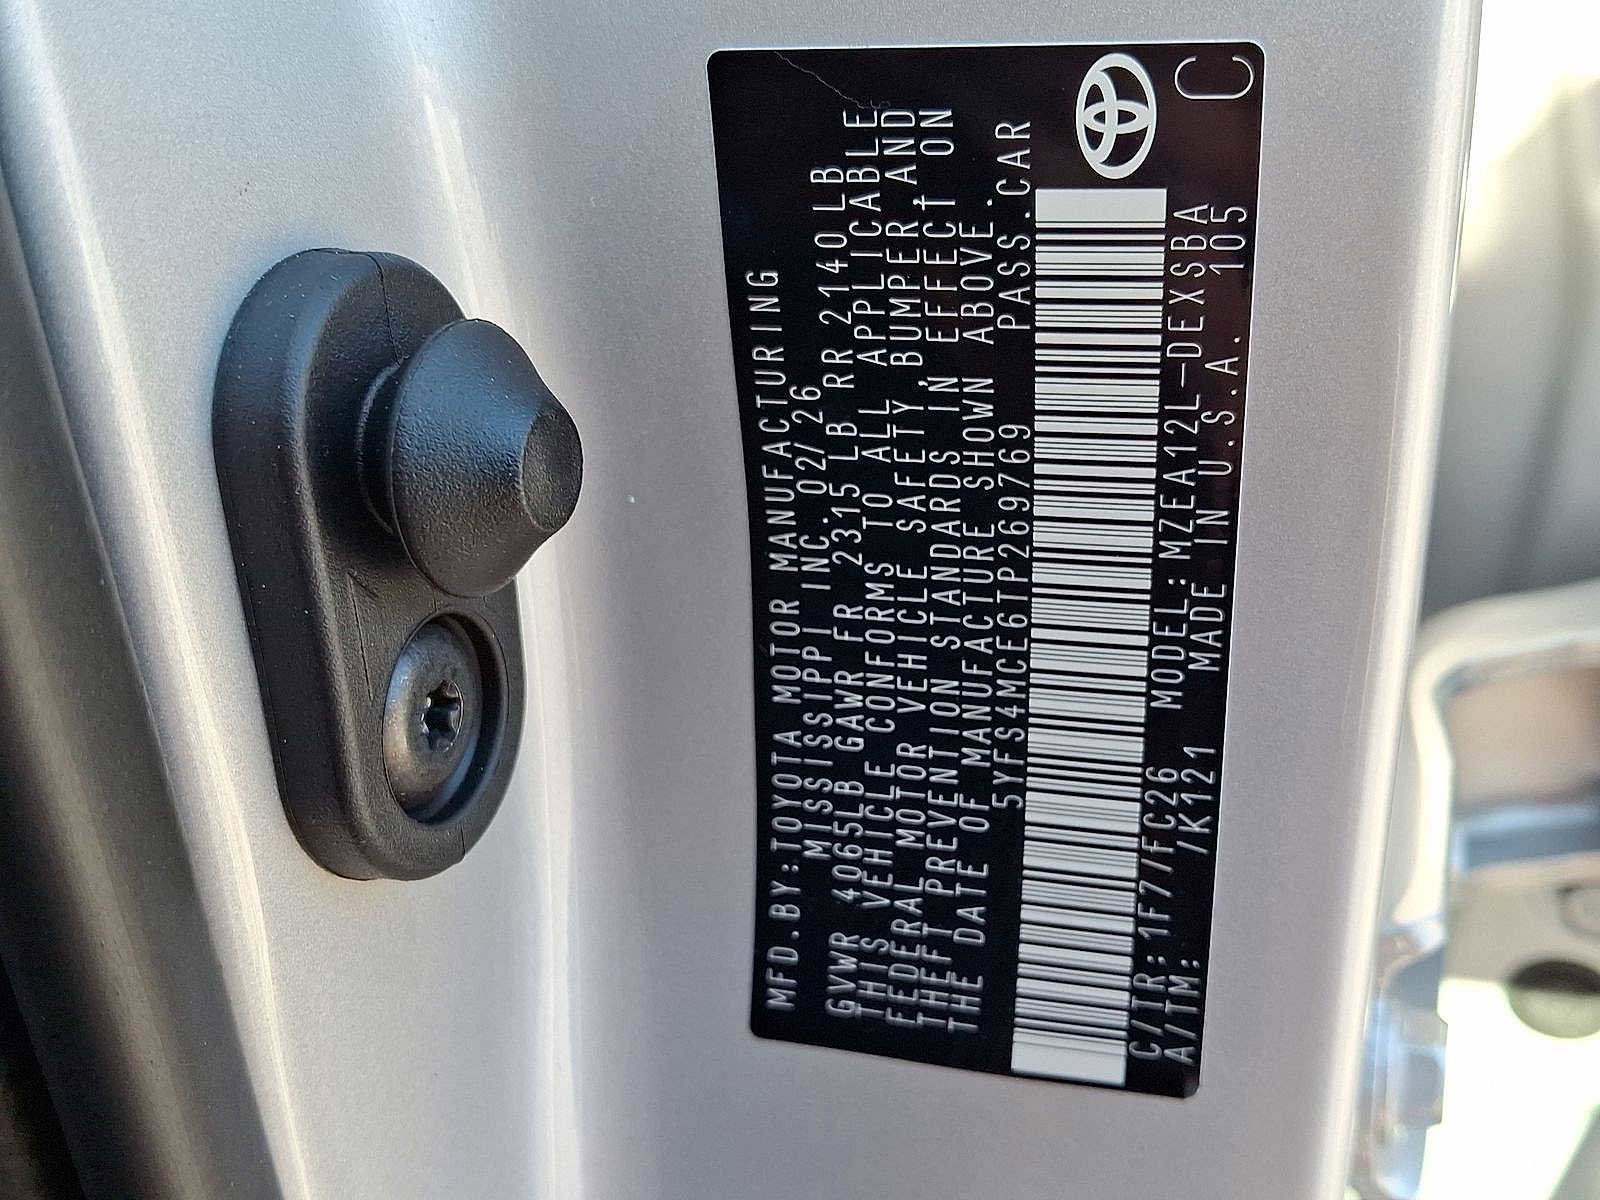 MFD.BY:TOYOTA MOTOR MANUFACTURING
MISSISSIPPI INC. 02/26
GVWR 4065LB GAWR FR 2315 LB RR 2140 LB
THIS VEHICLE CONFORMS TO ALL APPLICABLE
FEDERAL MOTOR VEHICLE SAFETY, BUMPER, AND
THEFT PREVENTION STANDARDS IN EFFECT ON
THE DATE OF MANUFACTURE SHOWN ABOVE.
5YFS4MCE6TP269769 PASS.CAR
C/TR: 1F7/FC26 MODEL:MZEA12L-DEXSBA
A/TM: /K121 MADE IN U.S.A. 105
C